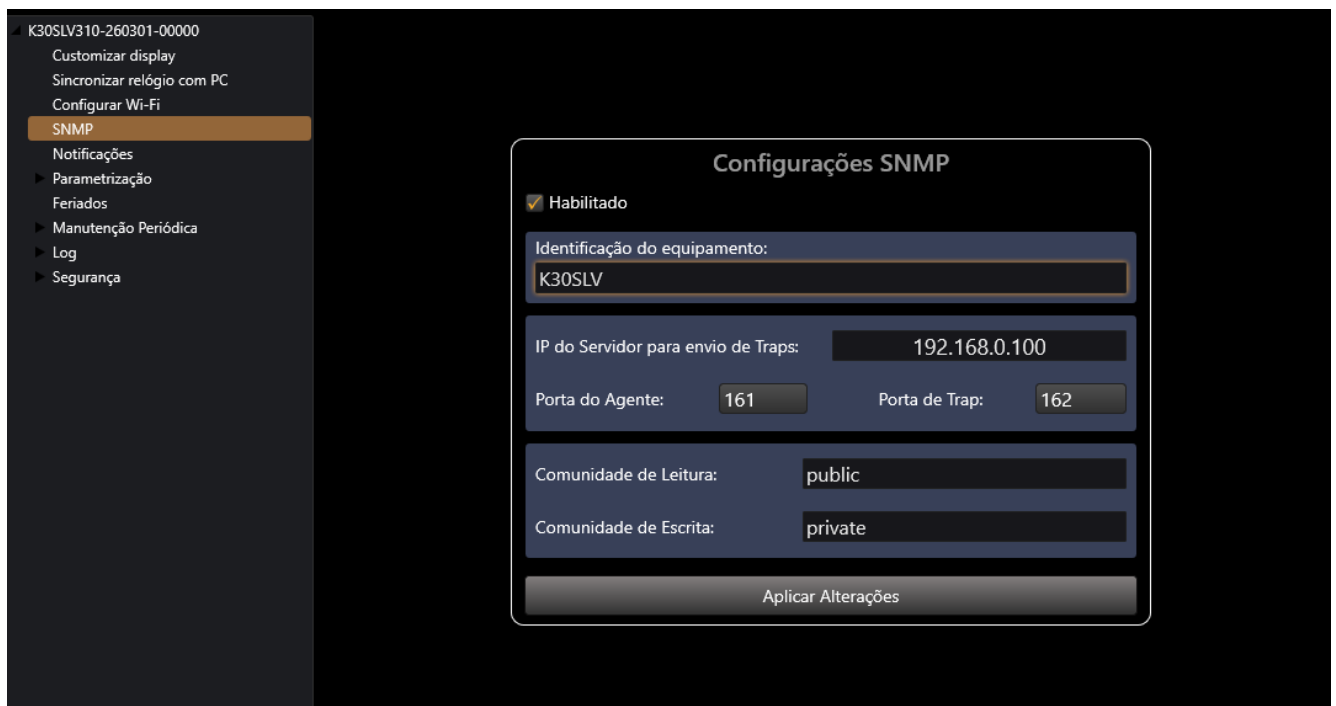 K30SLV310-260301-00000
Customizar display
Sincronizar relógio com PC
Configurar Wi-Fi
SNMP
Notificações
Parametrização
Feriados
Manutenção Periódica
Log
Segurança
Configurações SNMP
Habilitado
Identificação do equipamento:
K30SLV
IP do Servidor para envio de Traps: 192.168.0.100
Porta do Agente: 161 Porta de Trap: 162
Comunidade de Leitura: public
Comunidade de Escrita: private
Aplicar Alterações